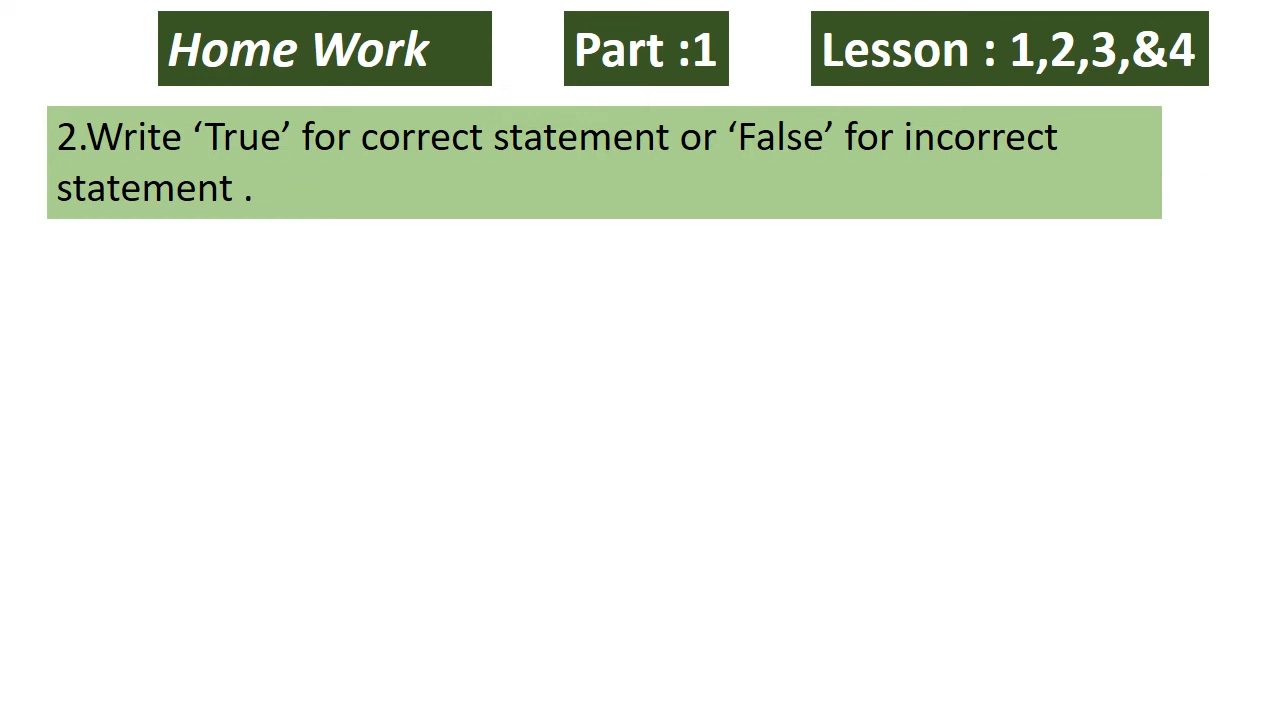 Home Work
Part :1
Lesson : 1,2,3,&4
2.Write ‘True’ for correct statement or ‘False’ for incorrect
statement .